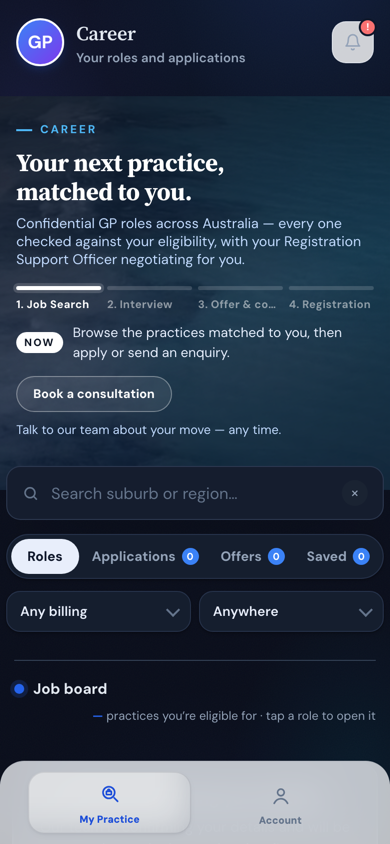 GP
Career
Your roles and applications
!
— CAREER
Your next practice,
matched to you.
Confidential GP roles across Australia — every one
checked against your eligibility, with your Registration
Support Officer negotiating for you.
1. Job Search 2. Interview 3. Offer & co... 4. Registration
NOW
Browse the practices matched to you, then
apply or send an enquiry.
Book a consultation
Talk to our team about your move — any time.
Search suburb or region...
×
Roles Applications 0 Offers 0 Saved 0
Any billing Anywhere
Job board
— practices you're eligible for · tap a role to open it
My Practice Account